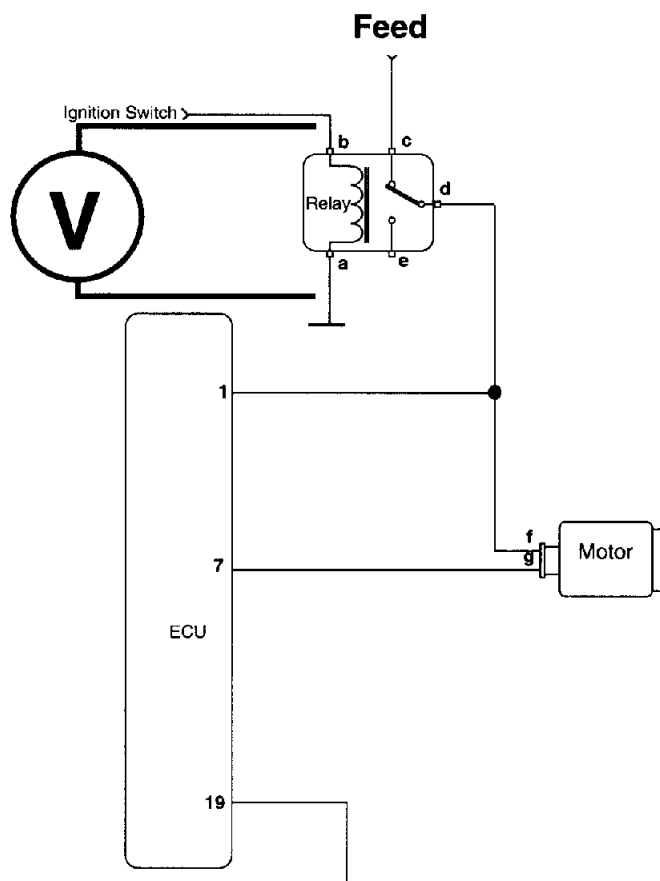 Feed
Ignition Switch
b
c
V
Relay
d
a
e
1
f
g
Motor
7
ECU
19